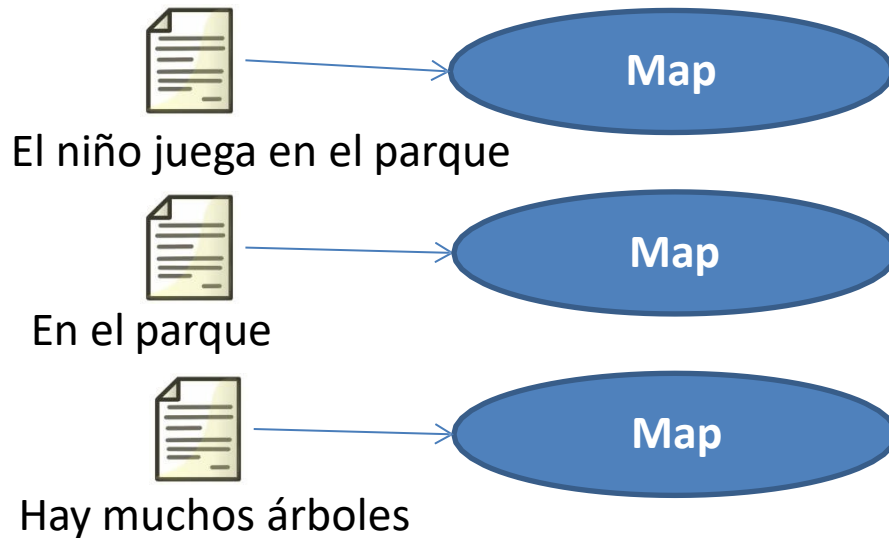 Map
El niño juega en el parque
Map
En el parque
Map
Hay muchos árboles